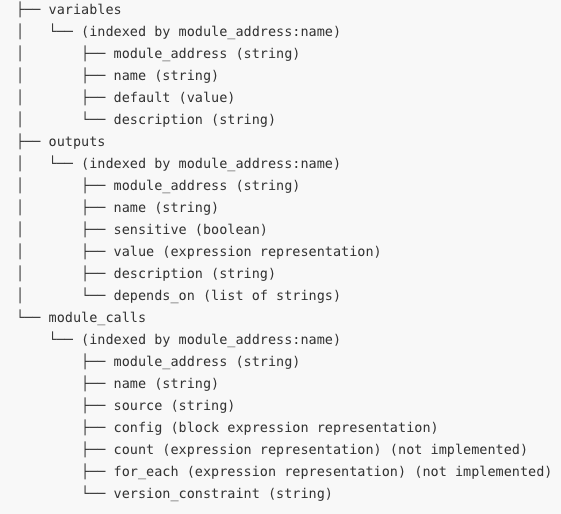 ├── variables
│   └── (indexed by module_address:name)
│       ├── module_address (string)
│       ├── name (string)
│       ├── default (value)
│       └── description (string)
├── outputs
│   └── (indexed by module_address:name)
│       ├── module_address (string)
│       ├── name (string)
│       ├── sensitive (boolean)
│       ├── value (expression representation)
│       ├── description (string)
│       └── depends_on (list of strings)
└── module_calls
    └── (indexed by module_address:name)
        ├── module_address (string)
        ├── name (string)
        ├── source (string)
        ├── config (block expression representation)
        ├── count (expression representation) (not implemented)
        ├── for_each (expression representation) (not implemented)
        └── version_constraint (string)